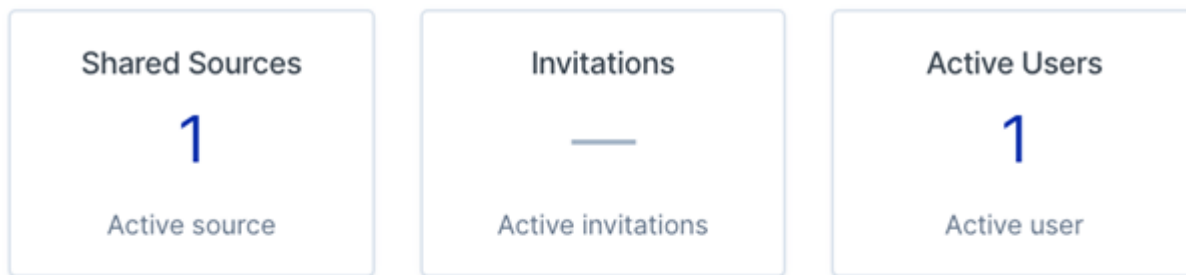 Shared Sources
1
Active source
Invitations
—
Active invitations
Active Users
1
Active user